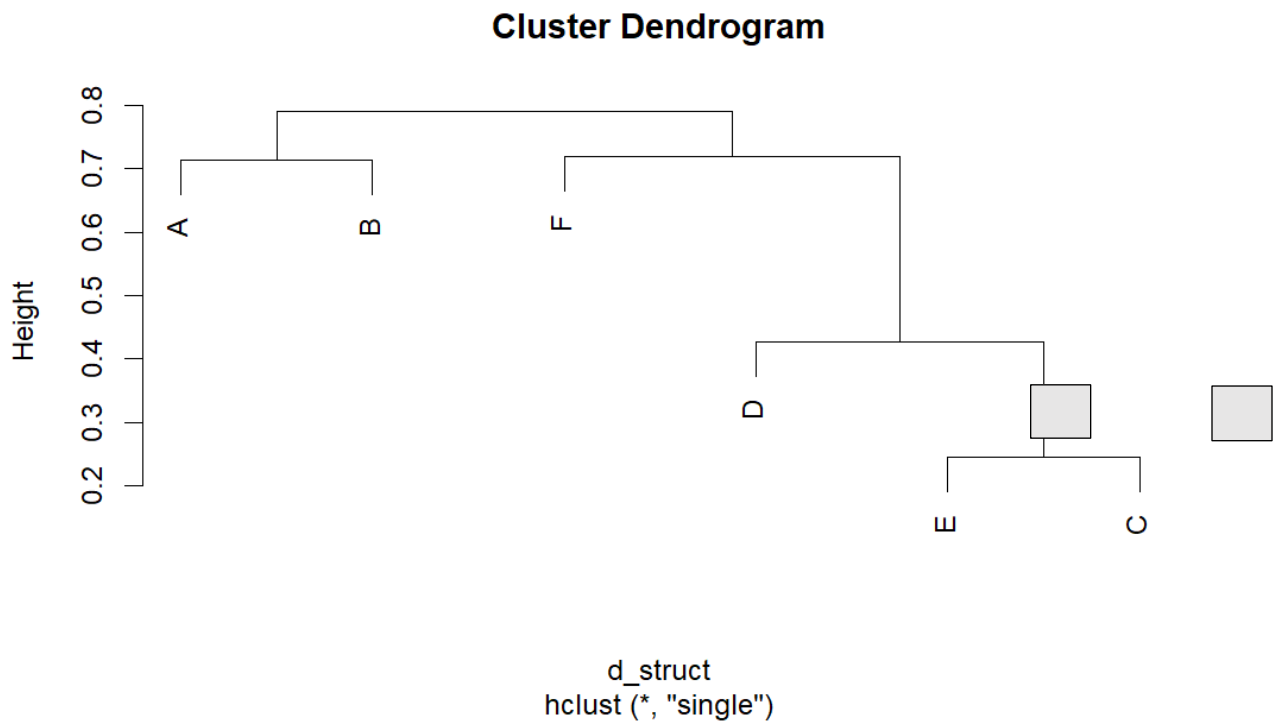 Cluster Dendrogram
Height
0.8
0.7
0.6
0.5
0.4
0.3
0.2
A
B
F
D
E
C
d_struct
hclust (*, "single")